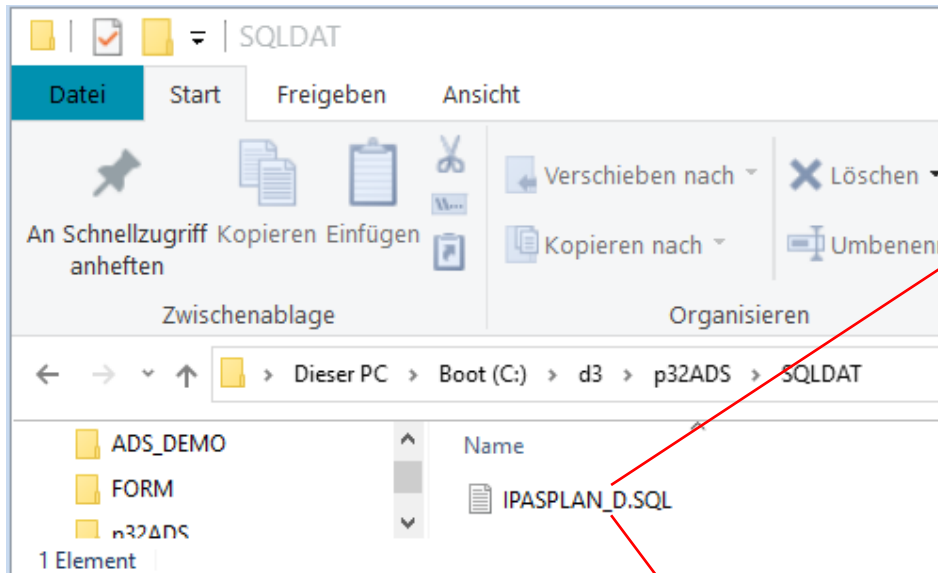 SQLDAT
Datei Start Freigeben Ansicht
An Schnellzugriff anheften
Kopieren Einfügen
Verschieben nach
Löschen
Kopieren nach
Umbenenn
Zwischenablage Organisieren
Dieser PC > Boot (C:) > d3 > p32ADS > SQLDAT
ADS_DEMO
FORM
p32ADS
Name
IPASPLAN_D.SQL
1 Element